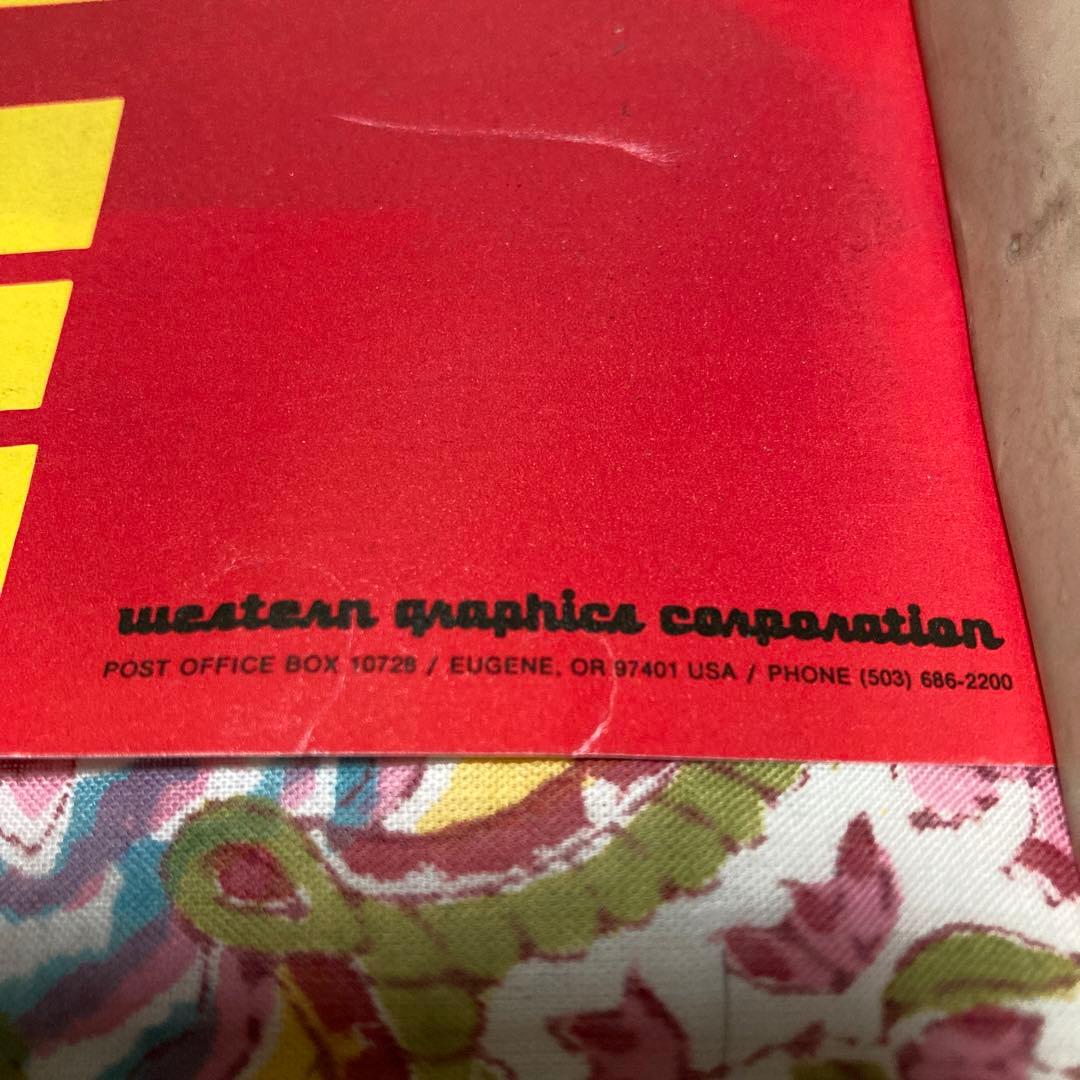 western graphics corporation
POST OFFICE BOX 10728 / EUGENE, OR 97401 USA / PHONE (503) 686-2200